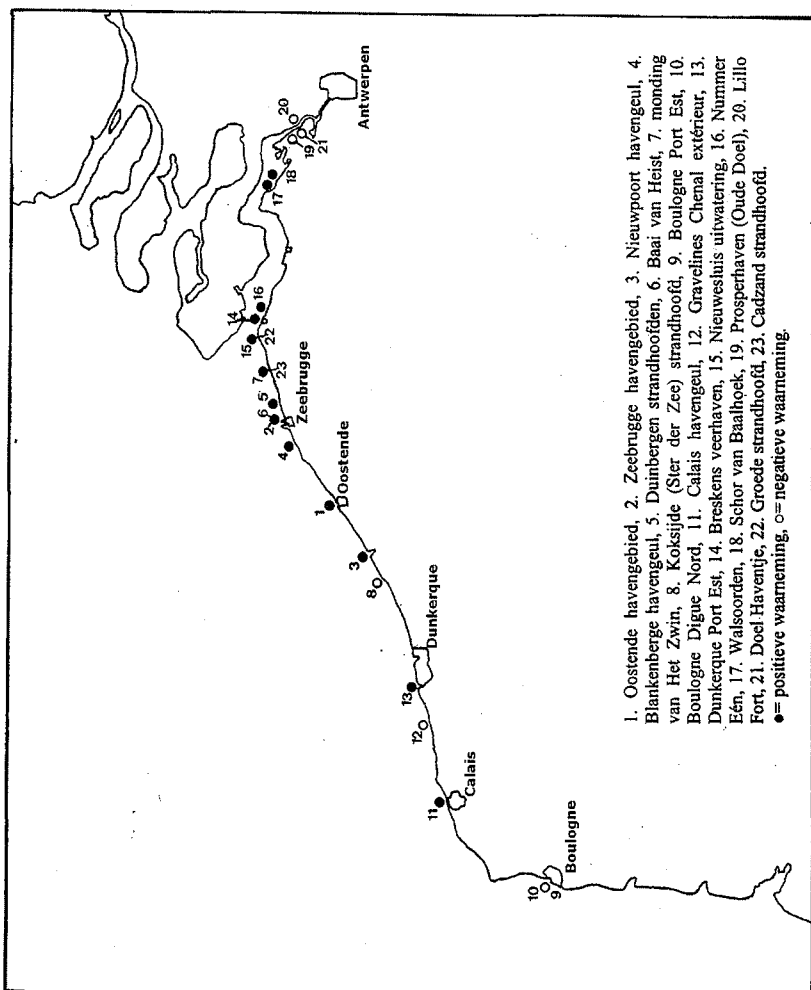 Antwerpen
20
21
19
18
17
16
14
15
22
23
7
5
6
2
Zeebrugge
4
Oostende
1
3
8
Dunkerque
13
12
11
Calais
10
9
Boulogne
1. Oostende havengebied, 2. Zeebrugge havengebied, 3. Nieuwpoort havengeul, 4.
Blankenberge havengeul, 5. Duinbergen strandhoofden, 6. Baai van Heist, 7. monding
van Het Zwin, 8. Koksijde (Ster der Zee) strandhoofd, 9. Boulogne Port Est, 10.
Boulogne Digue Nord, 11. Calais havengeul, 12. Gravelines Chenal extérieur, 13.
Dunkerque Port Est, 14. Breskens veerhaven, 15. Nieuwesluis uitwatering, 16. Nummer
Eén, 17. Walsoorden, 18. Schor van Baalhoek, 19. Prosperhaven (Oude Doel), 20. Lillo
Fort, 21. Doel Haventje, 22. Groede strandhoofd, 23. Cadzand strandhoofd.
●= positieve waarneming, ○=negatieve waarneming.